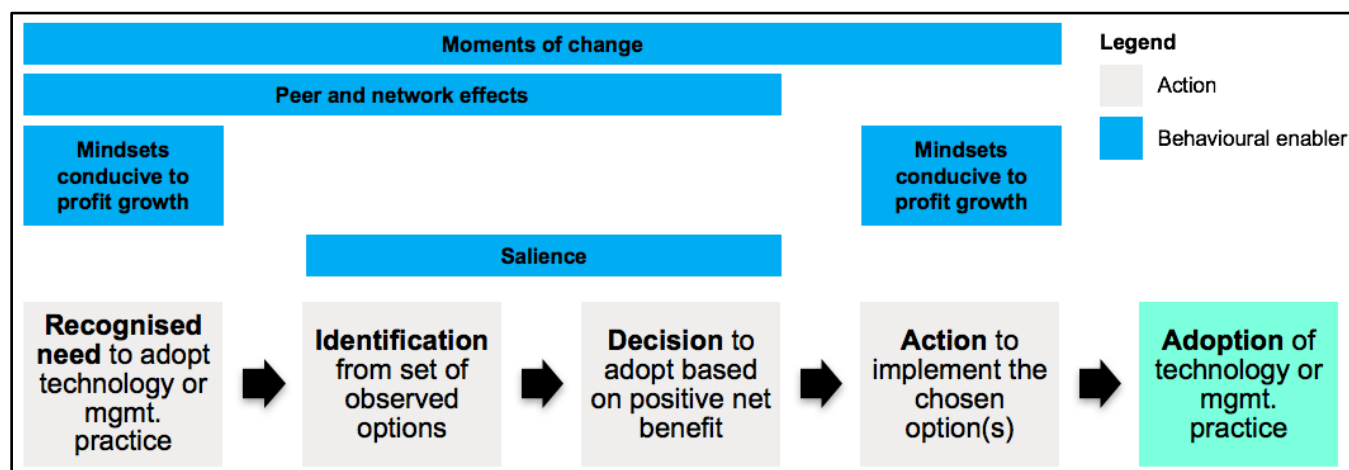 Moments of change
Legend
Action
Behavioural enabler
Peer and network effects
Mindsets
conducive to
profit growth
Mindsets
conducive to
profit growth
Salience
Recognised
need to adopt
technology or
mgmt.
practice
Identification
from set of
observed
options
Decision to
adopt based
on positive net
benefit
Action to
implement the
chosen
option(s)
Adoption of
technology or
mgmt.
practice